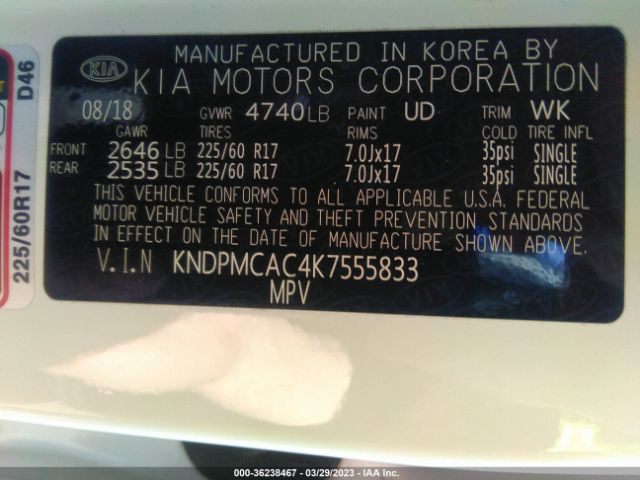 KIA
MANUFACTURED IN KOREA BY
KIA MOTORS CORPORATION
08/18 GVWR 4740LB PAINT UD TRIM WK
GAWR TIRES RIMS COLD TIRE INFL
FRONT 2646 LB 225/60 R17 7.0Jx17 35psi SINGLE
REAR 2535 LB 225/60 R17 7.0Jx17 35psi SINGLE
THIS VEHICLE CONFORMS TO ALL APPLICABLE U.S.A. FEDERAL
MOTOR VEHICLE SAFETY AND THEFT PREVENTION STANDARDS
IN EFFECT ON THE DATE OF MANUFACTURE SHOWN ABOVE.
V.I.N KNDPMCAC4K7555833
MPV
225/60R17 D46
000-36238467 — 03/29/2023 — IAA Inc.